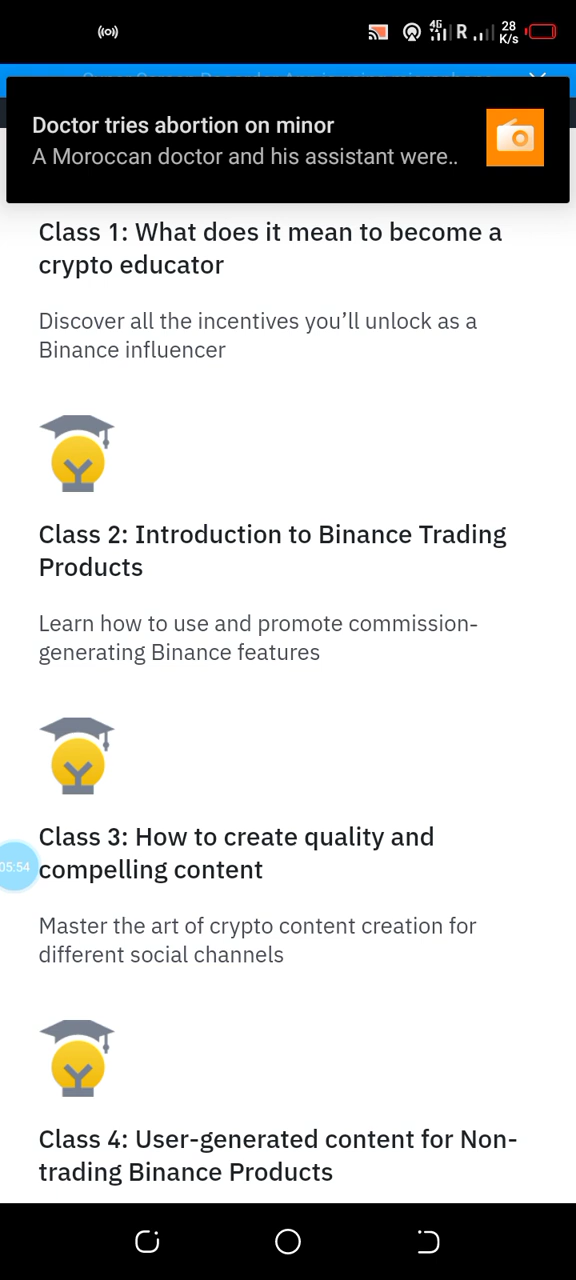 4G
R
28
K/s
Doctor tries abortion on minor
A Moroccan doctor and his assistant were..
Class 1: What does it mean to become a
crypto educator
Discover all the incentives you’ll unlock as a
Binance influencer
Class 2: Introduction to Binance Trading
Products
Learn how to use and promote commission-
generating Binance features
Class 3: How to create quality and
05:54
compelling content
Master the art of crypto content creation for
different social channels
Class 4: User-generated content for Non-
trading Binance Products